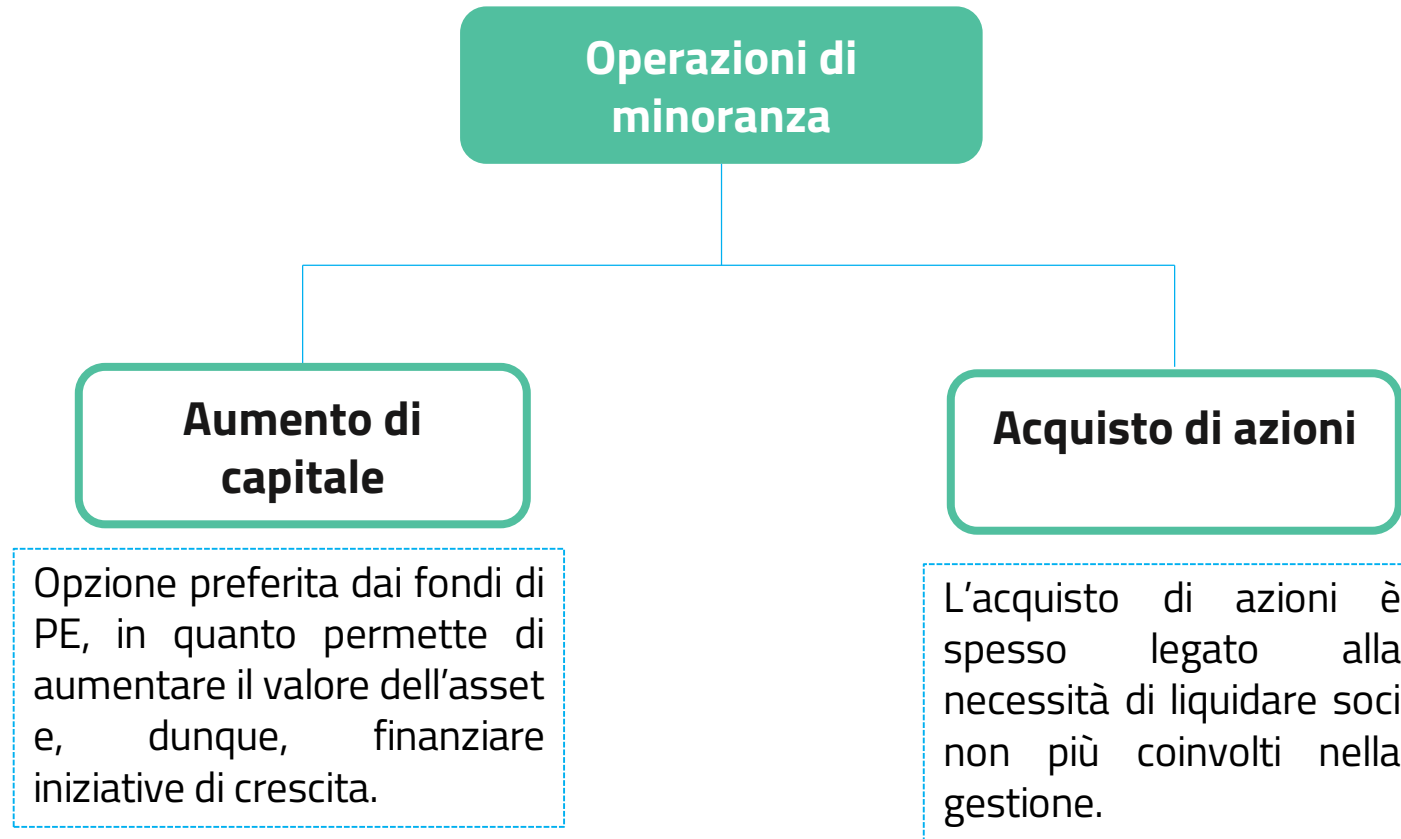 Operazioni di
minoranza
Aumento di
capitale
Opzione preferita dai fondi di
PE, in quanto permette di
aumentare il valore dell’asset
e, dunque, finanziare
iniziative di crescita.
Acquisto di azioni
L’acquisto di azioni è
spesso legato alla
necessità di liquidare soci
non più coinvolti nella
gestione.